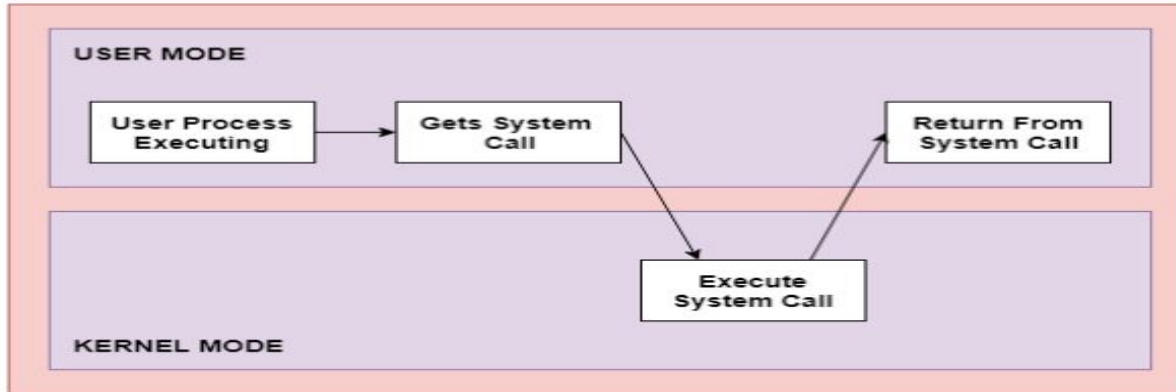 USER MODE
User Process
Executing
Gets System
Call
Return From
System Call
Execute
System Call
KERNEL MODE